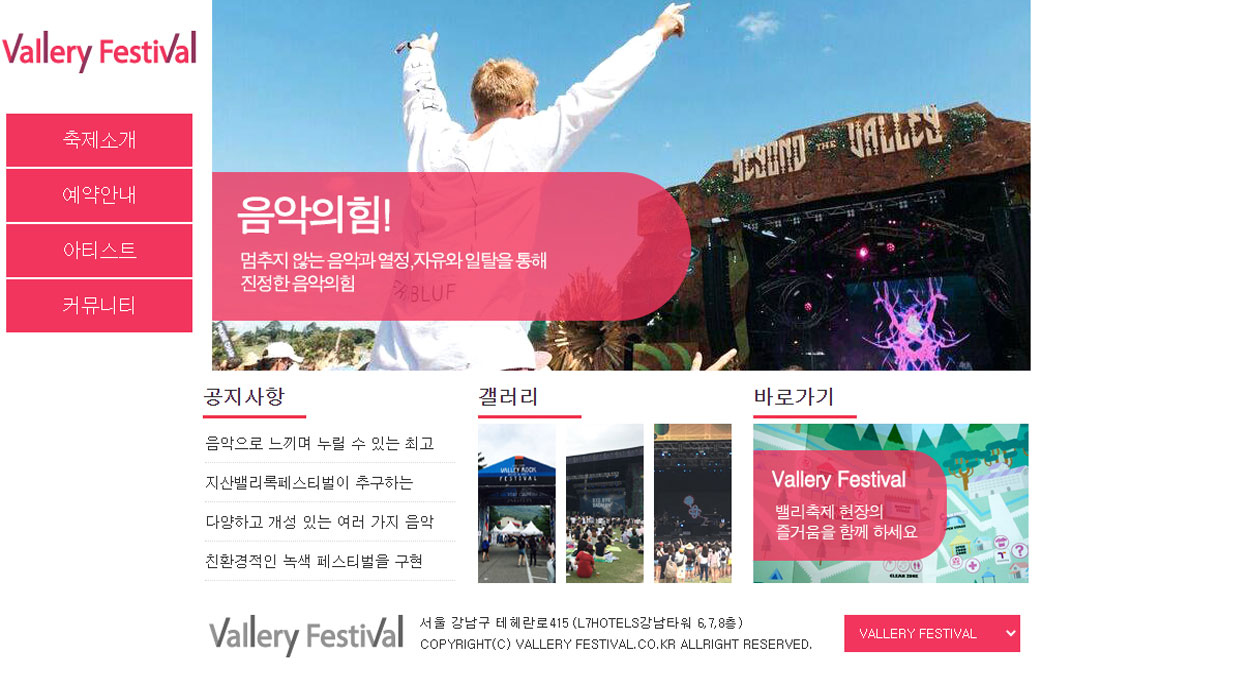 Vallery Festival
축제소개
예약안내
아티스트
커뮤니티
BEYOND THE VALLEY
음악의힘!
멈추지 않는 음악과 열정,자유와 일탈을 통해
진정한 음악의힘
BLUF
공지사항
음악으로 느끼며 누릴 수 있는 최고
지산밸리록페스티벌이 추구하는
다양하고 개성 있는 여러 가지 음악
친환경적인 녹색 페스티벌을 구현
갤러리
VALLEY ROCK
FESTIVAL
바로가기
Vallery Festival
밸리축제 현장의
즐거움을 함께 하세요
CLEAN ZONE
Vallery Festival
서울 강남구 테헤란로415 (L7HOTELS강남타워 6,7,8층)
COPYRIGHT(C) VALLERY FESTIVAL.CO.KR ALLRIGHT RESERVED.
VALLERY FESTIVAL